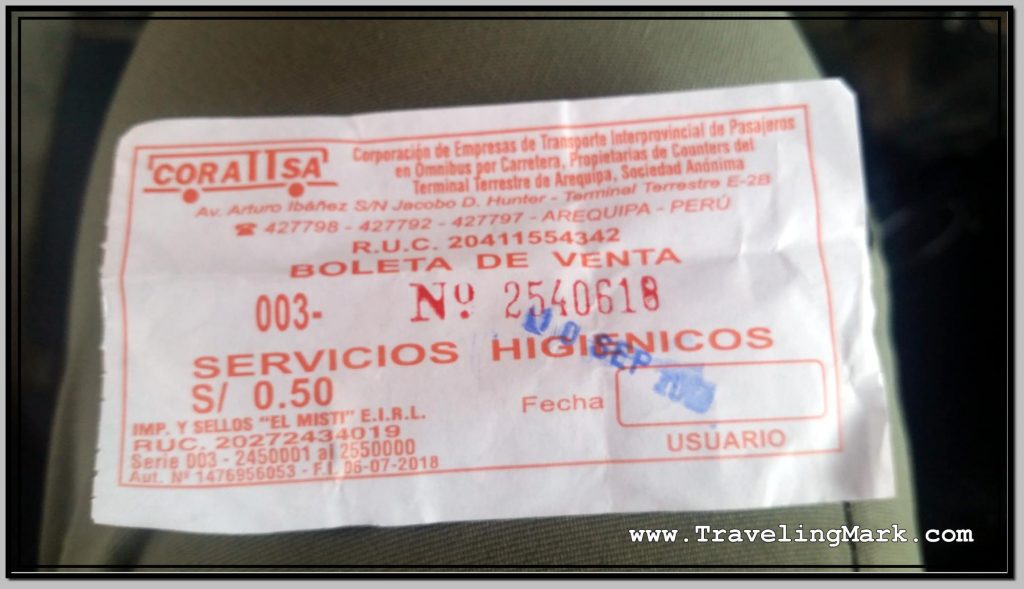 CORATTSA
Corporación de Empresas de Transporte Interprovincial de Pasajeros
en Omnibus por Carretera, Propietarias de Counters del
Terminal Terrestre de Arequipa, Sociedad Anónima
Av. Arturo Ibáñez S/N Jacobo D. Hunter - Terminal Terrestre E-2B
☎ 427798 - 427792 - 427797 - AREQUIPA - PERÚ
R.U.C. 20411554342
BOLETA DE VENTA
003- Nº 2540618
SERVICIOS HIGIENICOS
SEP
S/ 0.50
Fecha
IMP. Y SELLOS "EL MISTI" E.I.R.L.
RUC. 20272434019
Serie 003 - 2450001 al 2550000
Aut. Nº 1476956053 - F.I. 06-07-2018
USUARIO
www.TravelingMark.com